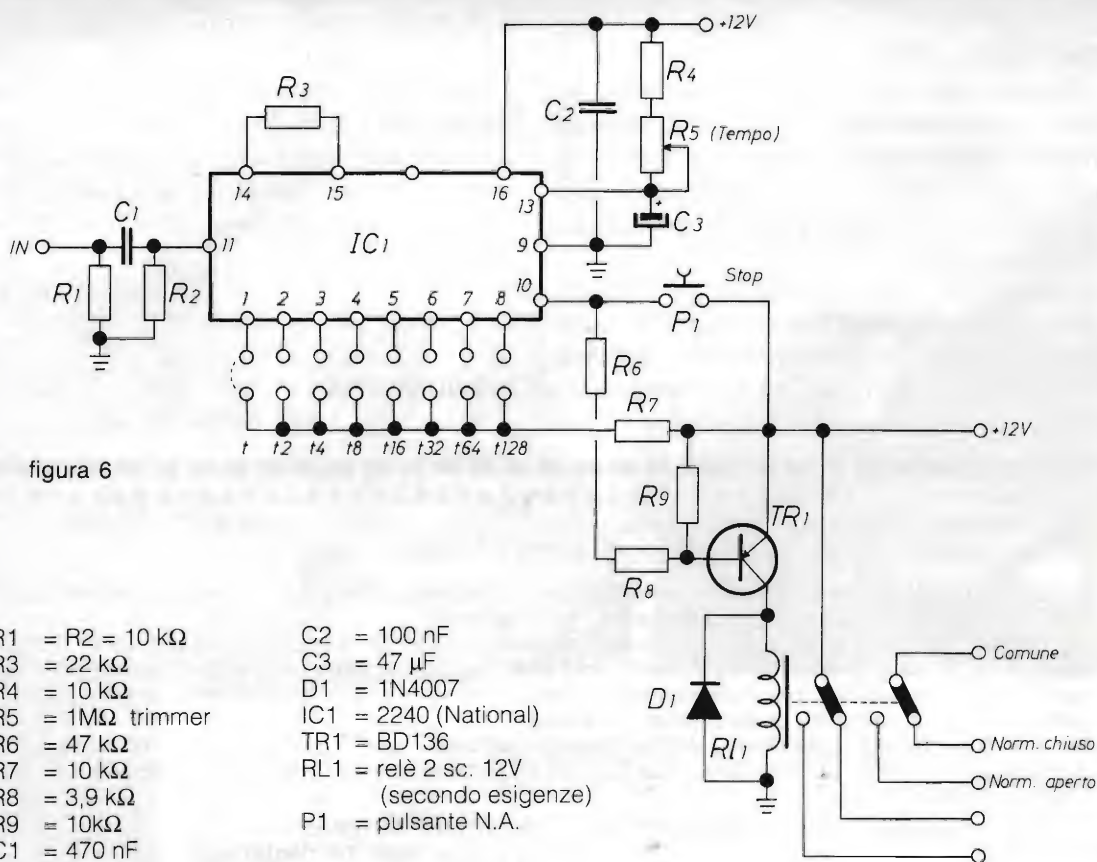 +12V
R3
R4
C2
R5 (Tempo)
14
15
16
13
C1
+
C3
IN
11
IC1
9
R1
R2
10
Stop
1 2 3 4 5 6 7 8
P1
R6
R7
t t2 t4 t8 t16 t32 t64 t128
+12V
figura 6
R9
TR1
R8
Comune
D1
Rl1
Norm. chiuso
Norm. aperto
R1 = R2 = 10 kΩ
R3 = 22 kΩ
R4 = 10 kΩ
R5 = 1MΩ trimmer
R6 = 47 kΩ
R7 = 10 kΩ
R8 = 3,9 kΩ
R9 = 10kΩ
C1 = 470 nF
C2 = 100 nF
C3 = 47 μF
D1 = 1N4007
IC1 = 2240 (National)
TR1 = BD136
RL1 = relè 2 sc. 12V
(secondo esigenze)
P1 = pulsante N.A.